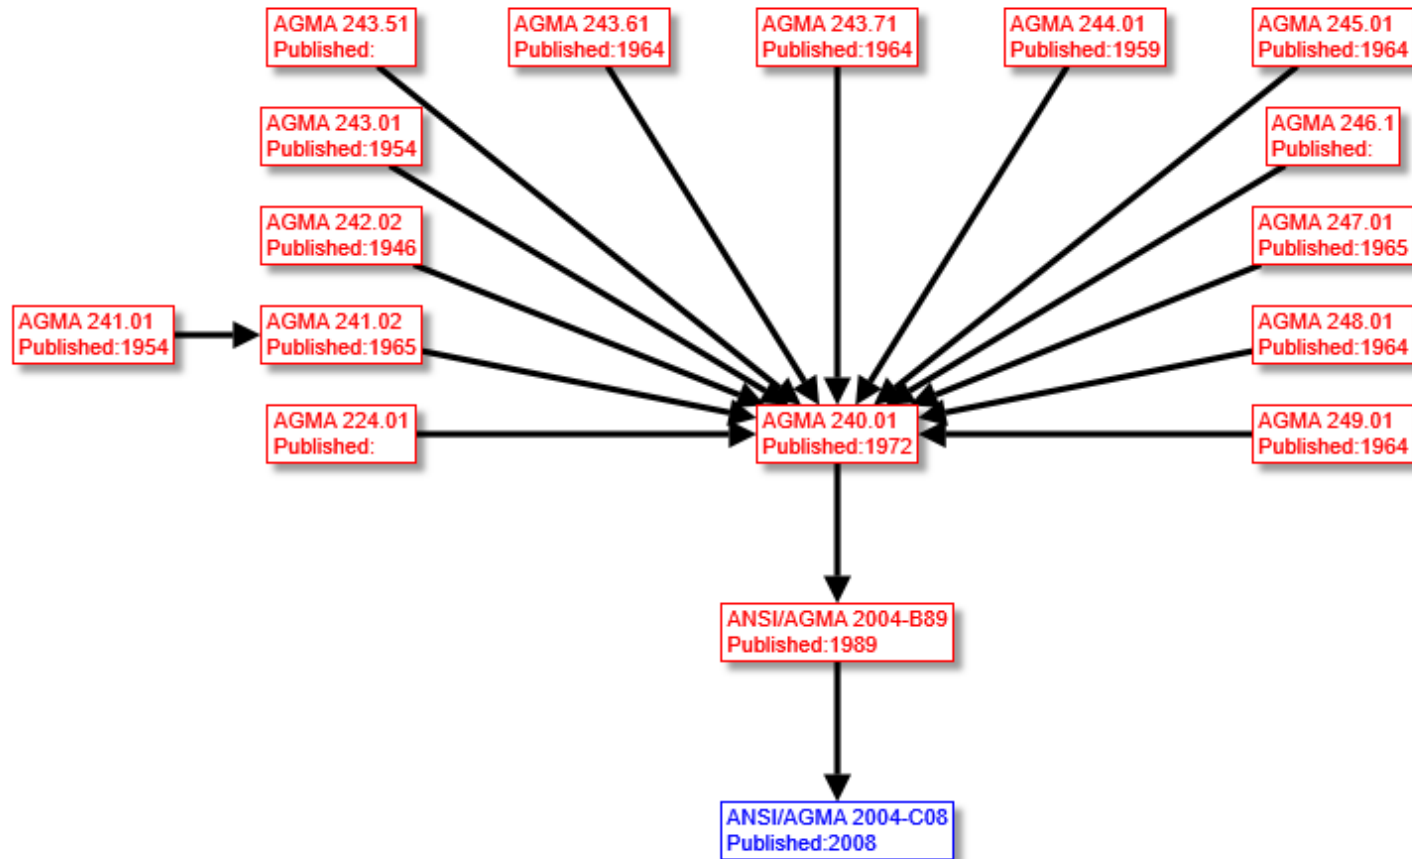 AGMA 243.51
Published:
AGMA 243.61
Published:1964
AGMA 243.71
Published:1964
AGMA 244.01
Published:1959
AGMA 245.01
Published:1964
AGMA 243.01
Published:1954
AGMA 246.1
Published:
AGMA 242.02
Published:1946
AGMA 247.01
Published:1965
AGMA 241.01
Published:1954
AGMA 241.02
Published:1965
AGMA 248.01
Published:1964
AGMA 224.01
Published:
AGMA 240.01
Published:1972
AGMA 249.01
Published:1964
ANSI/AGMA 2004-B89
Published:1989
ANSI/AGMA 2004-C08
Published:2008